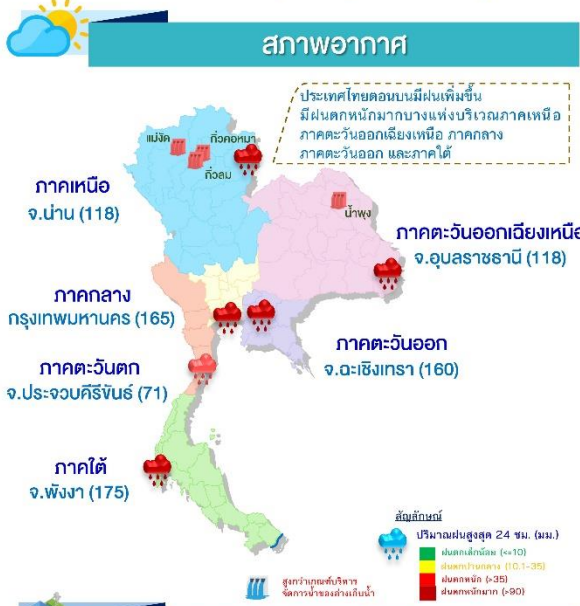 สภาพอากาศ
ประเทศไทยตอนบนมีฝนเพิ่มขึ้น
มีฝนตกหนักมากบางแห่งบริเวณภาคเหนือ
ภาคตะวันออกเฉียงเหนือ ภาคกลาง
ภาคตะวันออก และภาคใต้
แม่งัด
กิ่วคอหมา
กิ่วลม
น้ำพุง
ภาคเหนือ
จ.น่าน (118)
ภาคตะวันออกเฉียงเหนือ
จ.อุบลราชธานี (118)
ภาคกลาง
กรุงเทพมหานคร (165)
ภาคตะวันออก
จ.ฉะเชิงเทรา (160)
ภาคตะวันตก
จ.ประจวบคีรีขันธ์ (71)
ภาคใต้
จ.พังงา (175)
สัญลักษณ์
ปริมาณฝนสูงสุด 24 ชม. (มม.)
ฝนตกเล็กน้อย (<=10)
ฝนตกปานกลาง (10.1-35)
ฝนตกหนัก (>35)
ฝนตกหนักมาก (>90)
สูงกว่าเกณฑ์บริหาร
จัดการน้ำของอ่างเก็บน้ำ